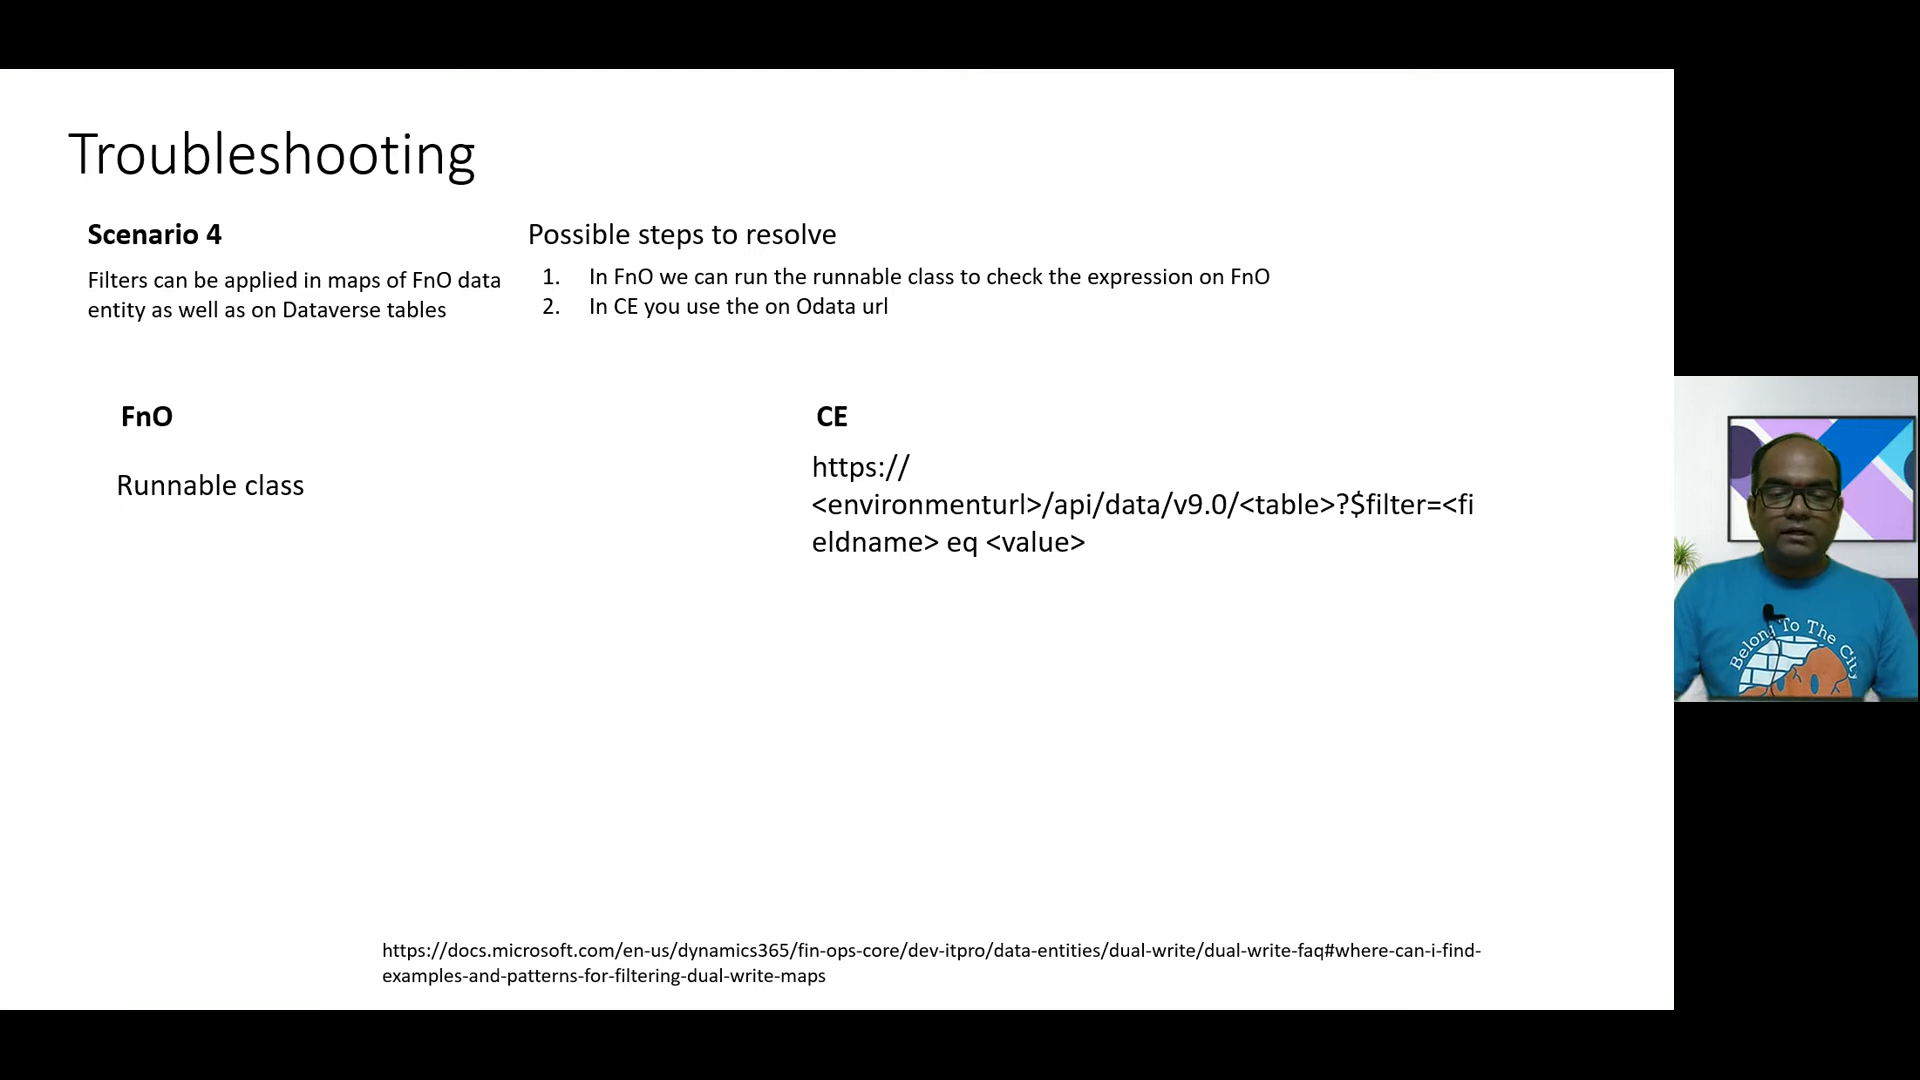 Troubleshooting
Scenario 4
Filters can be applied in maps of FnO data
entity as well as on Dataverse tables
Possible steps to resolve
1. In FnO we can run the runnable class to check the expression on FnO
2. In CE you use the on Odata url
FnO
Runnable class
CE
https://
<environmenturl>/api/data/v9.0/<table>?$filter=<fi
eldname> eq <value>
https://docs.microsoft.com/en-us/dynamics365/fin-ops-core/dev-itpro/data-entities/dual-write/dual-write-faq#where-can-i-find-
examples-and-patterns-for-filtering-dual-write-maps
Belong To The City